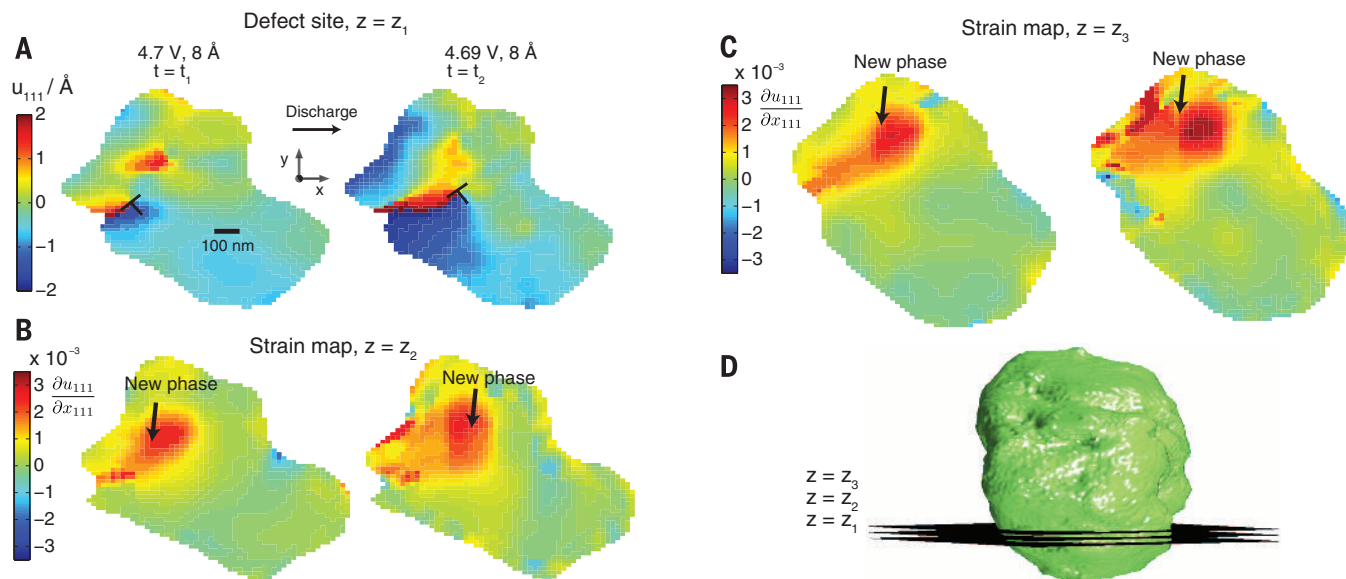 Defect site, z = z₁
A
4.7 V, 8 Å
t = t₁
4.69 V, 8 Å
t = t₂
u₁₁₁ / Å
2
1
0
−1
−2
Discharge
y
x
100 nm
B
Strain map, z = z₂
x 10⁻³
3
2
1
0
−1
−2
−3
∂u₁₁₁
∂x₁₁₁
New phase
New phase
C
Strain map, z = z₃
x 10⁻³
3
2
1
0
−1
−2
−3
∂u₁₁₁
∂x₁₁₁
New phase
New phase
D
z = z₃
z = z₂
z = z₁